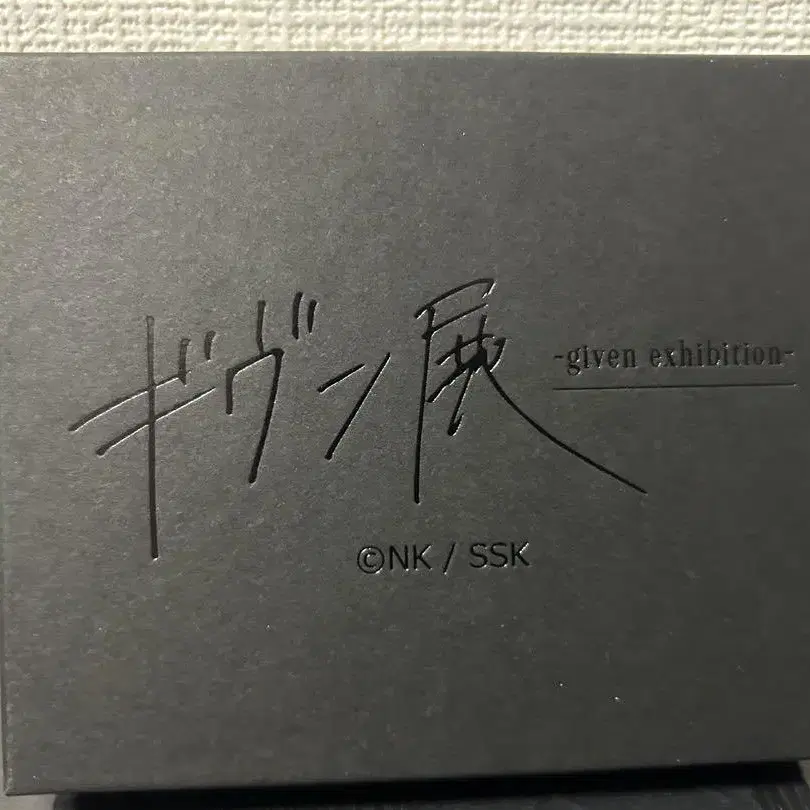 ギヴン展 -given exhibition-
©NK / SSK